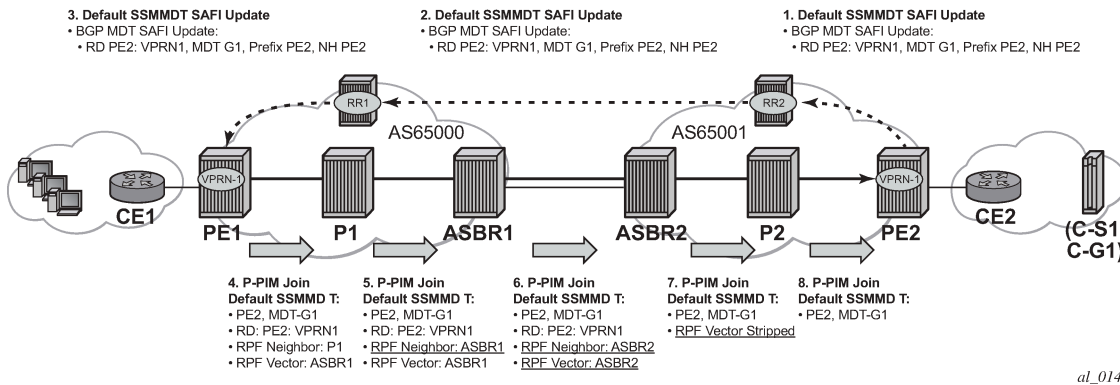 3. Default SSMMDT SAFI Update
• BGP MDT SAFI Update:
• RD PE2: VPRN1, MDT G1, Prefix PE2, NH PE2
2. Default SSMMDT SAFI Update
• BGP MDT SAFI Update:
• RD PE2: VPRN1, MDT G1, Prefix PE2, NH PE2
1. Default SSMMDT SAFI Update
• BGP MDT SAFI Update:
• RD PE2: VPRN1, MDT G1, Prefix PE2, NH PE2
RR1
RR2
AS65000
AS65001
VPRN-1
VPRN-1
CE1
PE1
P1
ASBR1
ASBR2
P2
PE2
CE2
(C-S1
C-G1)
4. P-PIM Join
Default SSMMD T:
• PE2, MDT-G1
• RD: PE2: VPRN1
• RPF Neighbor: P1
• RPF Vector: ASBR1
5. P-PIM Join
Default SSMMD T:
• PE2, MDT-G1
• RD: PE2: VPRN1
• RPF Neighbor: ASBR1
• RPF Vector: ASBR1
6. P-PIM Join
Default SSMMD T:
• PE2, MDT-G1
• RD: PE2: VPRN1
• RPF Neighbor: ASBR2
• RPF Vector: ASBR2
7. P-PIM Join
Default SSMMD T:
• PE2, MDT-G1
• RPF Vector Stripped
8. P-PIM Join
Default SSMMD T:
• PE2, MDT-G1
al_014